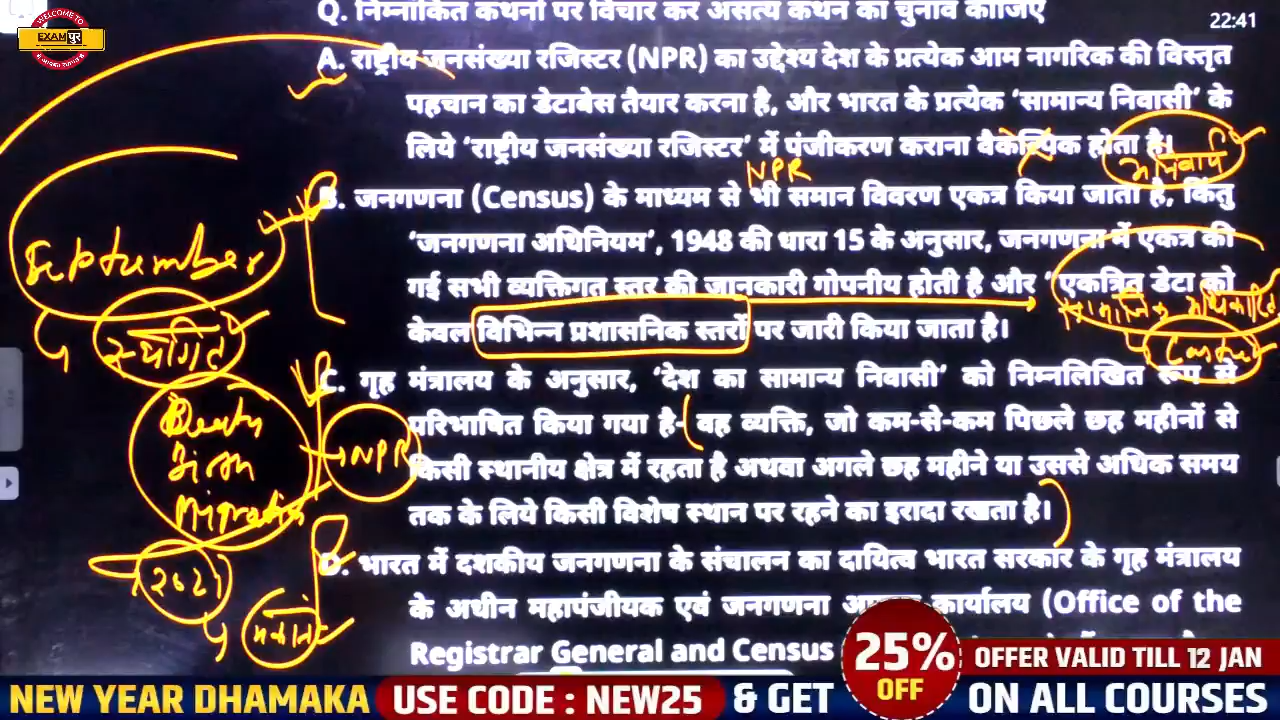 WELCOME TO
EXAMपुर
Q. निम्नांकित कथनों पर विचार कर असत्य कथन का चुनाव कीजिए
22:41
A. राष्ट्रीय जनसंख्या रजिस्टर (NPR) का उद्देश्य देश के प्रत्येक आम नागरिक की विस्तृत
पहचान का डेटाबेस तैयार करना है, और भारत के प्रत्येक ‘सामान्य निवासी’ के
लिये ‘राष्ट्रीय जनसंख्या रजिस्टर’ में पंजीकरण कराना वैकल्पिक होता है।
अनिवार्य
NPR
B. जनगणना (Census) के माध्यम से भी समान विवरण एकत्र किया जाता है, किंतु
‘जनगणना अधिनियम’, 1948 की धारा 15 के अनुसार, जनगणना में एकत्र की
September
गई सभी व्यक्तिगत स्तर की जानकारी गोपनीय होती है और ‘एकत्रित डेटा को
केवल विभिन्न प्रशासनिक स्तरों पर जारी किया जाता है।
स्थगित
C. गृह मंत्रालय के अनुसार, ‘देश का सामान्य निवासी’ को निम्नलिखित रूप से
परिभाषित किया गया है- वह व्यक्ति, जो कम-से-कम पिछले छह महीनों से
NPR
किसी स्थानीय क्षेत्र में रहता है अथवा अगले छह महीने या उससे अधिक समय
Migration
तक के लिये किसी विशेष स्थान पर रहने का इरादा रखता है।
D. भारत में दशकीय जनगणना के संचालन का दायित्व भारत सरकार के गृह मंत्रालय
2021
के अधीन महापंजीयक एवं जनगणना कार्यालय (Office of the
Registrar General and Census
25% OFF
OFFER VALID TILL 12 JAN
NEW YEAR DHAMAKA USE CODE : NEW25 & GET ON ALL COURSES